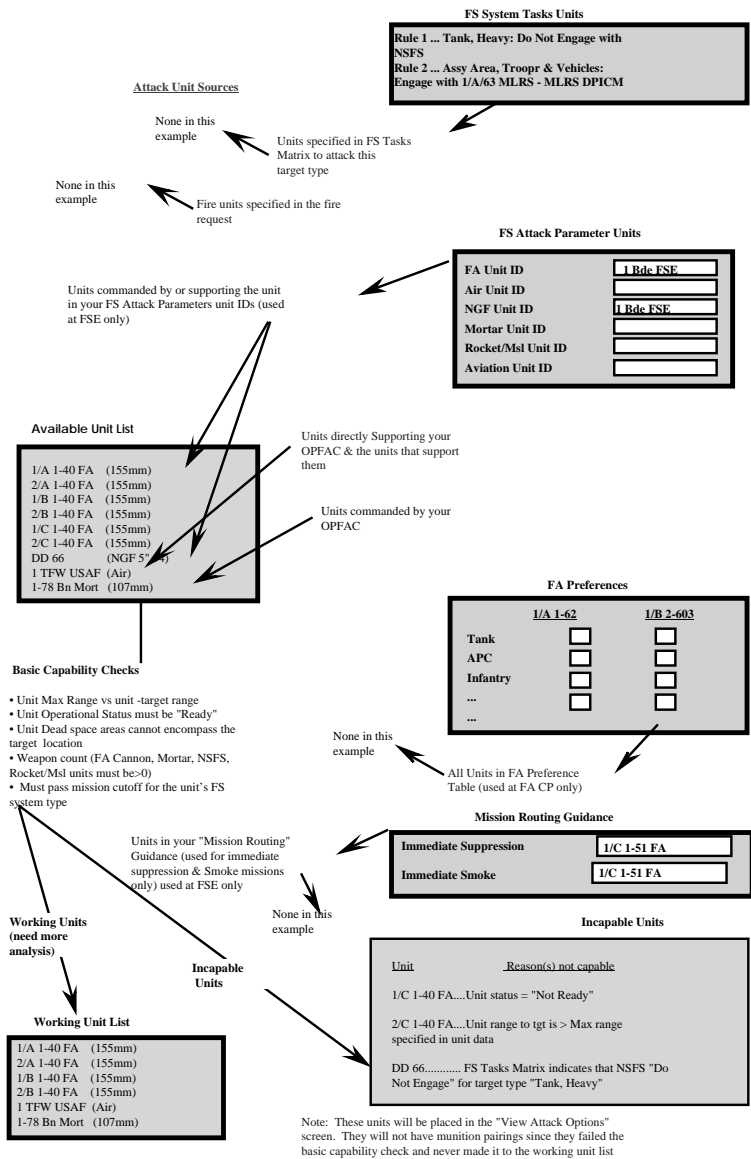 FS System Tasks Units
Rule 1 ... Tank, Heavy: Do Not Engage with
NSFS
Rule 2 ... Assy Area, Troopr & Vehicles:
Engage with 1/A/63 MLRS - MLRS DPICM
Attack Unit Sources
None in this
example
Units specified in FS Tasks
Matrix to attack this
target type
None in this
example
Fire units specified in the fire
request
FS Attack Parameter Units
FA Unit ID 1 Bde FSE
Air Unit ID
NGF Unit ID 1 Bde FSE
Mortar Unit ID
Rocket/Msl Unit ID
Aviation Unit ID
Units commanded by or supporting the unit
in your FS Attack Parameters unit IDs (used
at FSE only)
Available Unit List
1/A 1-40 FA (155mm)
2/A 1-40 FA (155mm)
1/B 1-40 FA (155mm)
2/B 1-40 FA (155mm)
1/C 1-40 FA (155mm)
2/C 1-40 FA (155mm)
DD 66 (NGF 5"
1 TFW USAF (Air)
1-78 Bn Mort (107mm)
Units directly Supporting your
OPFAC & the units that support
them
Units commanded by your
OPFAC
FA Preferences
1/A 1-62 1/B 2-603
Tank
APC
Infantry
...
...
None in this
example
All Units in FA Preference
Table (used at FA CP only)
Basic Capability Checks
• Unit Max Range vs unit -target range
• Unit Operational Status must be "Ready"
• Unit Dead space areas cannot encompass the
target location
• Weapon count (FA Cannon, Mortar, NSFS,
Rocket/Msl units must be>0)
• Must pass mission cutoff for the unit's FS
system type
Mission Routing Guidance
Immediate Suppression 1/C 1-51 FA
Immediate Smoke 1/C 1-51 FA
Units in your "Mission Routing"
Guidance (used for immediate
suppression & Smoke missions
only) used at FSE only
None in this
example
Working Units
(need more
analysis)
Incapable
Units
Working Unit List
1/A 1-40 FA (155mm)
2/A 1-40 FA (155mm)
1/B 1-40 FA (155mm)
2/B 1-40 FA (155mm)
1 TFW USAF (Air)
1-78 Bn Mort (107mm)
Incapable Units
Unit Reason(s) not capable
1/C 1-40 FA....Unit status = "Not Ready"
2/C 1-40 FA....Unit range to tgt is > Max range
specified in unit data
DD 66............ FS Tasks Matrix indicates that NSFS "Do
Not Engage" for target type "Tank, Heavy"
Note: These units will be placed in the "View Attack Options"
screen. They will not have munition pairings since they failed the
basic capability check and never made it to the working unit list